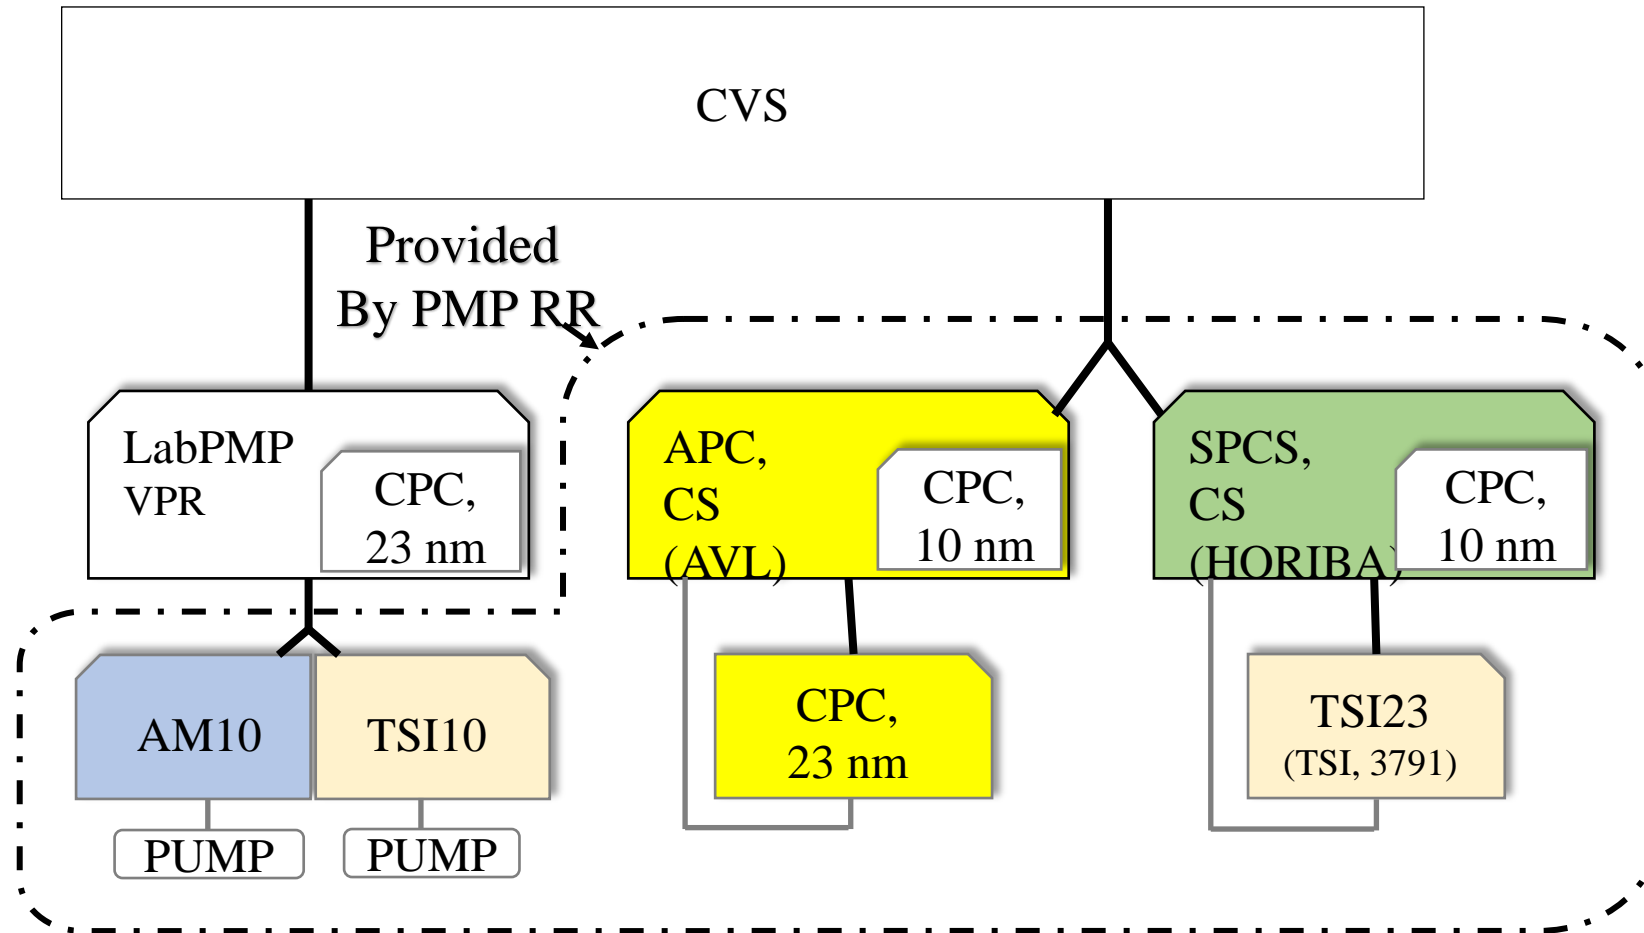 CVS
Provided
By PMP RR
LabPMP
VPR
CPC,
23 nm
APC,
CS
(AVL)
CPC,
10 nm
SPCS,
CS
(HORIBA)
CPC,
10 nm
AM10
TSI10
CPC,
23 nm
TSI23
(TSI, 3791)
PUMP
PUMP